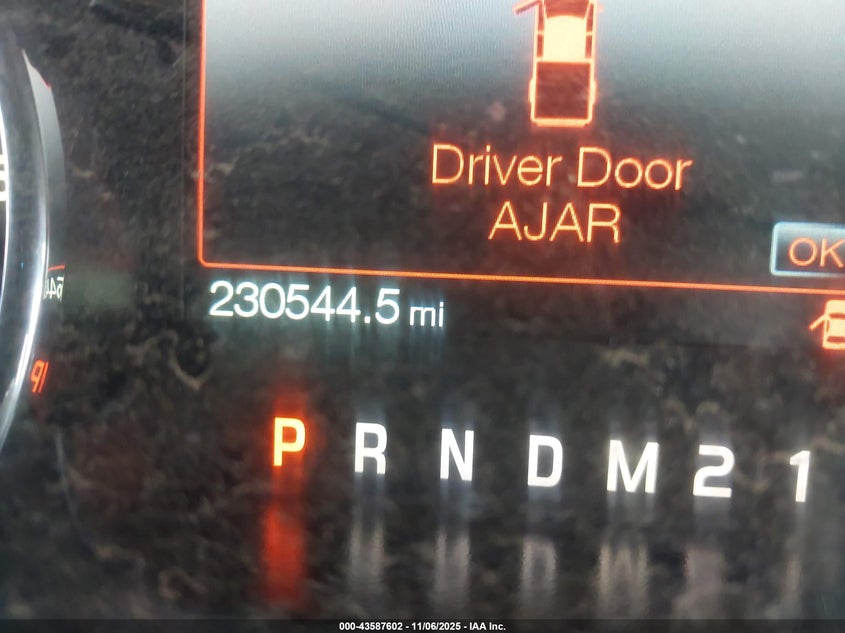 Driver Door
AJAR
OK
230544.5 mi
P R N D M 2 1
000-43587602 - 11/06/2025 - IAA Inc.